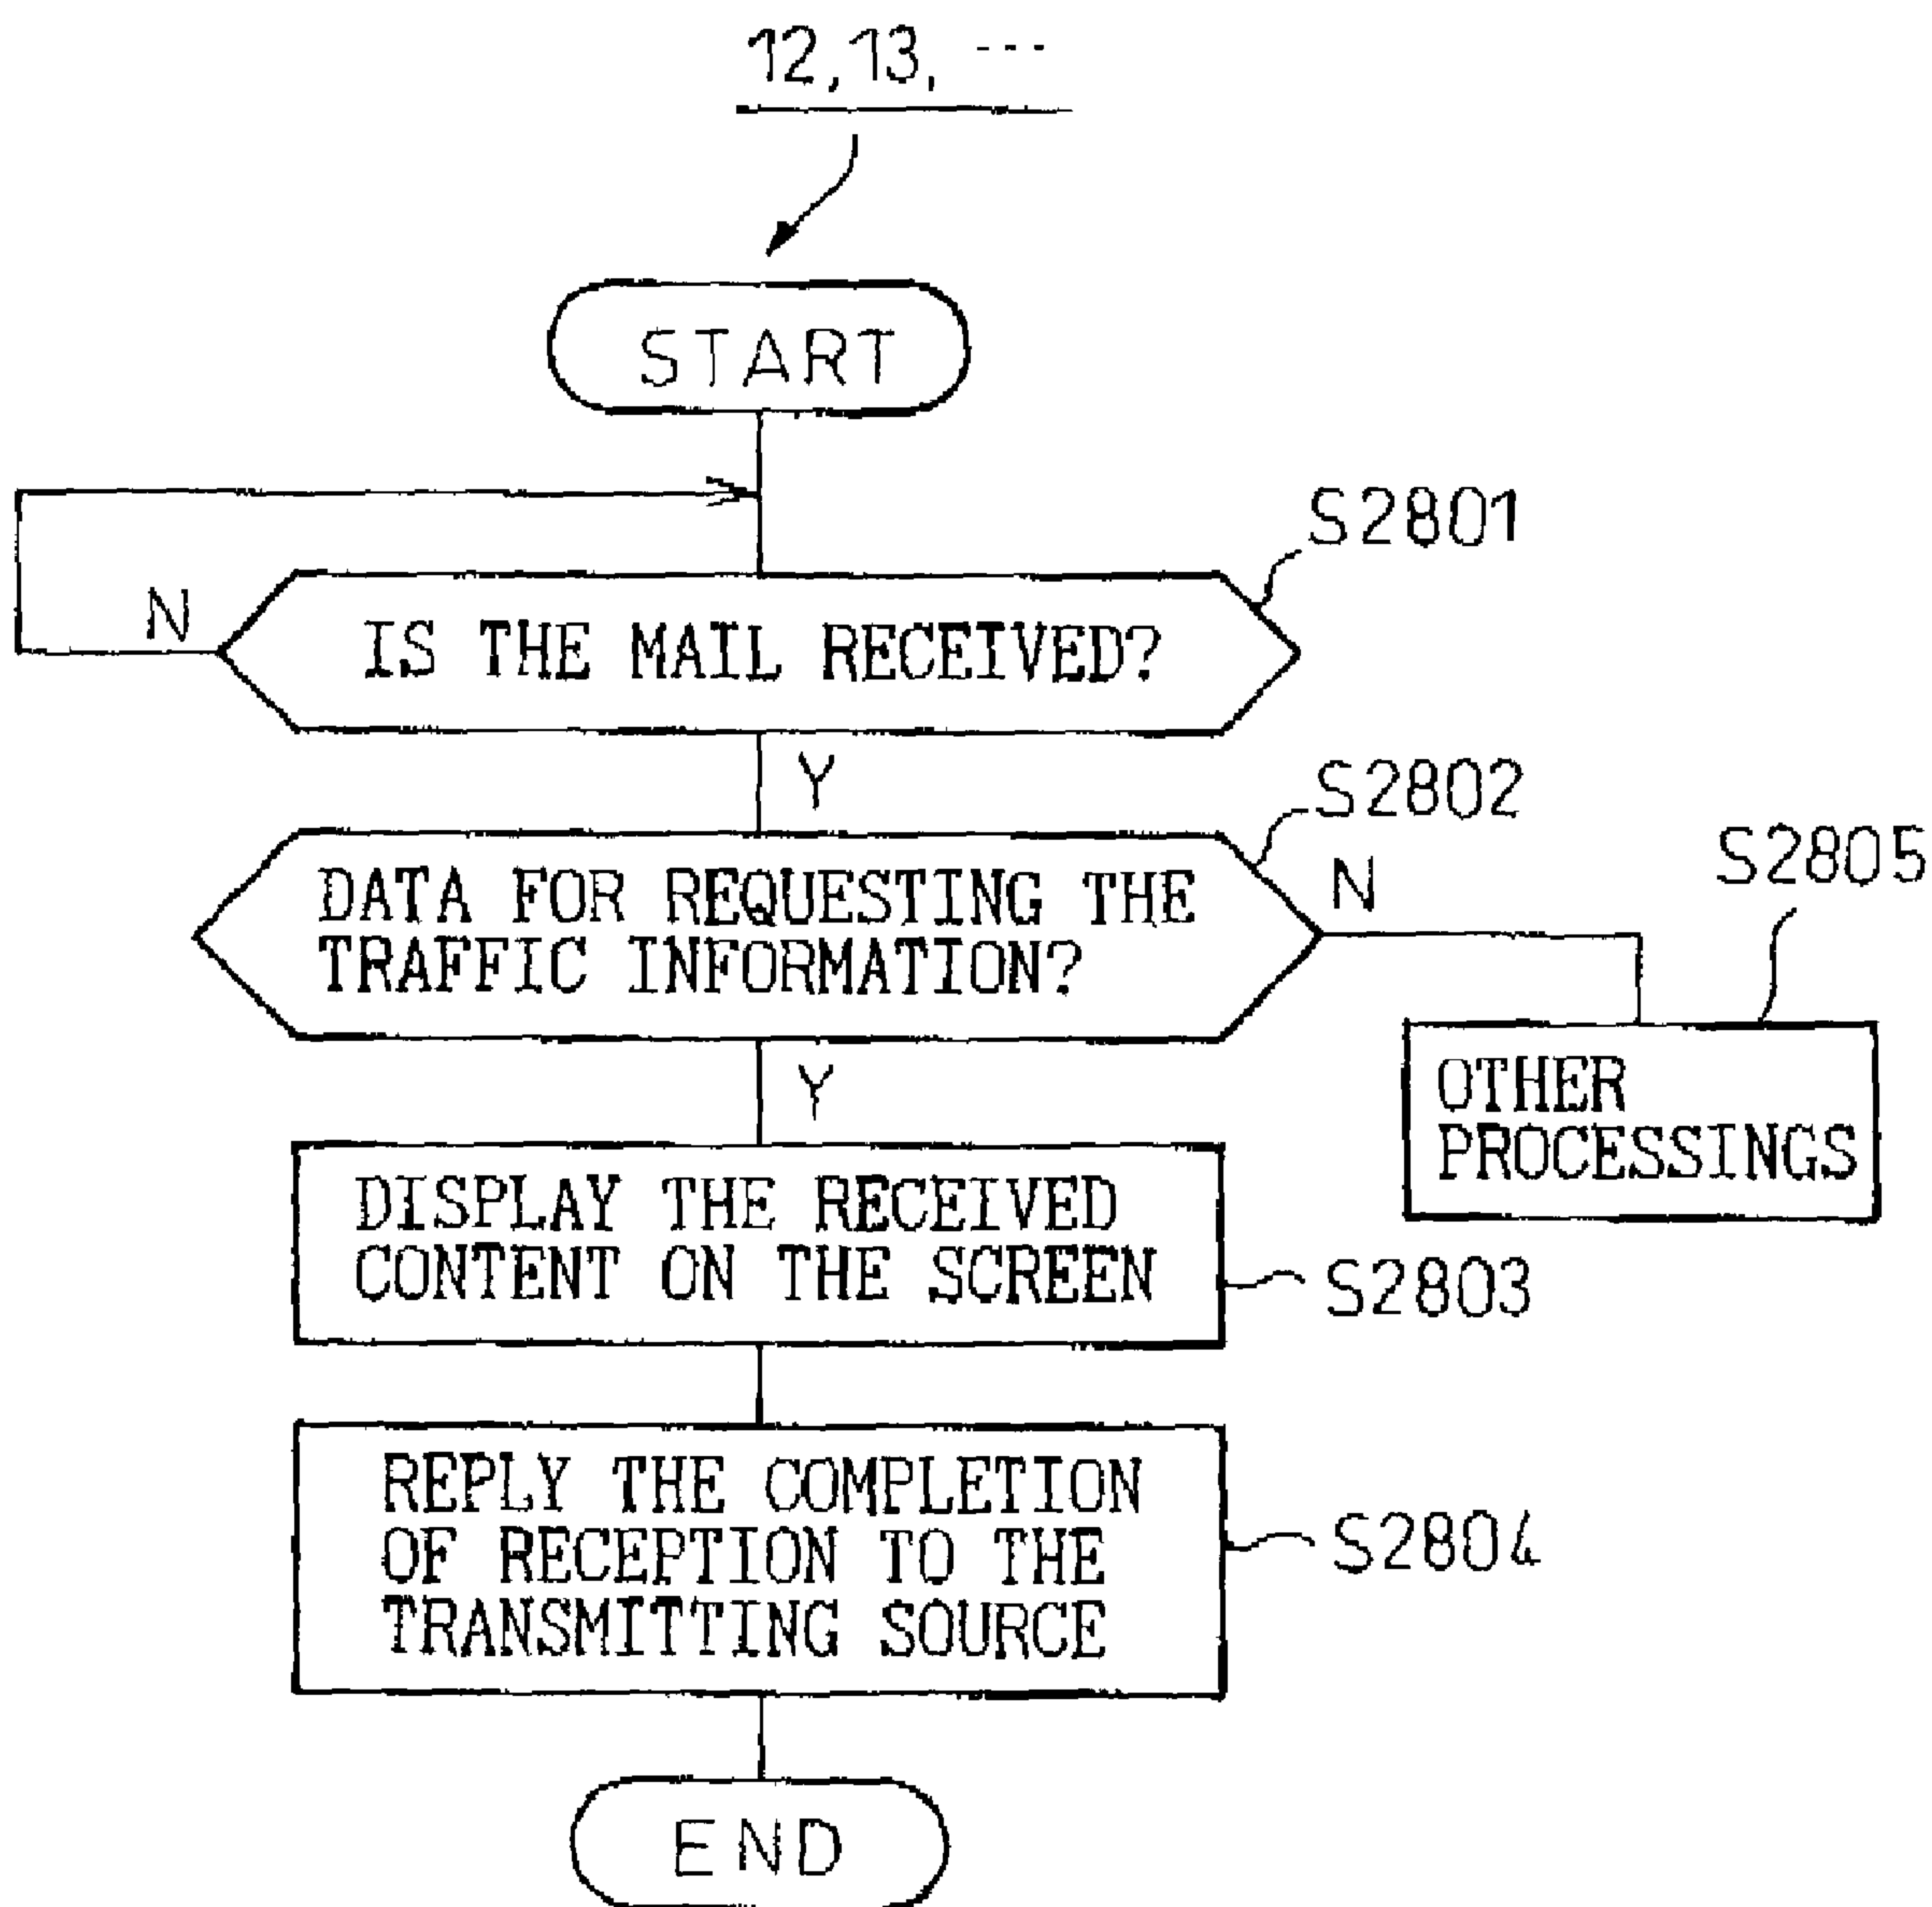 12,13, ---
START
S2801
N
IS THE MAIL RECEIVED?
Y
S2802
N
S2805
DATA FOR REQUESTING THE
TRAFFIC INFORMATION?
Y
OTHER
PROCESSINGS
DISPLAY THE RECEIVED
CONTENT ON THE SCREEN
S2803
REPLY THE COMPLETION
OF RECEPTION TO THE
TRANSMITTING SOURCE
S2804
END